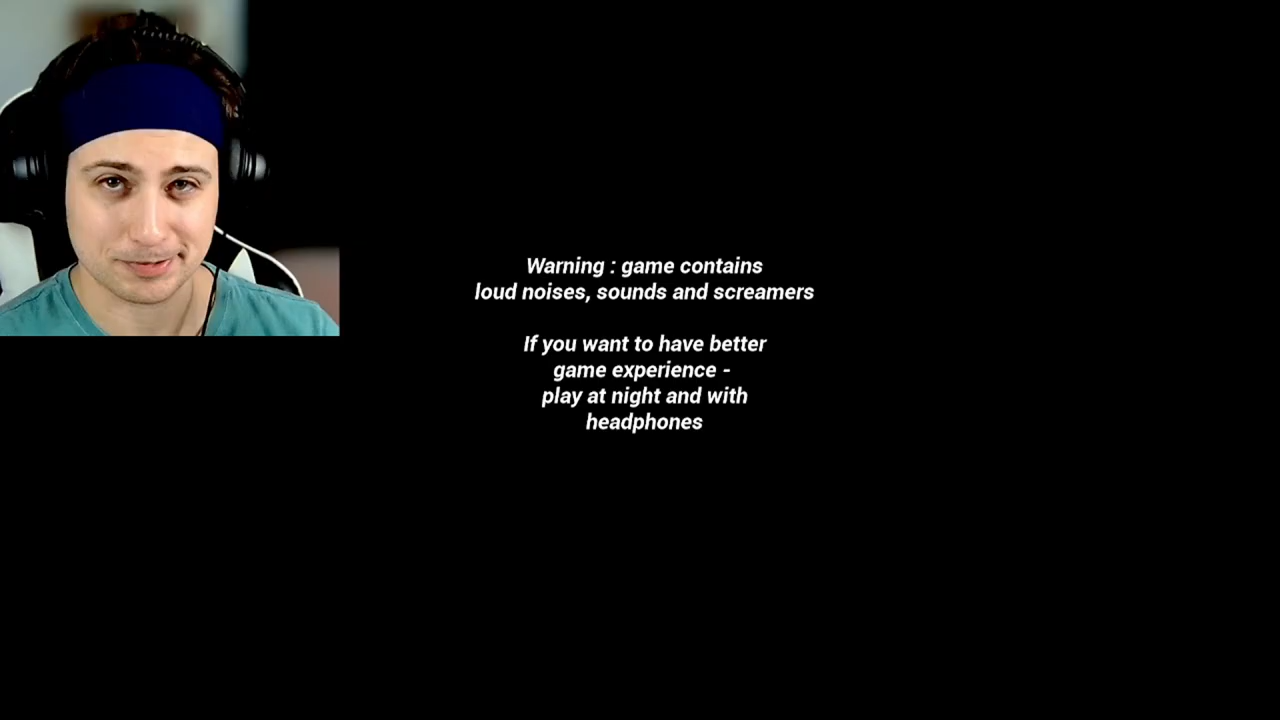 Warning : game contains
loud noises, sounds and screamers
If you want to have better
game experience -
play at night and with
headphones